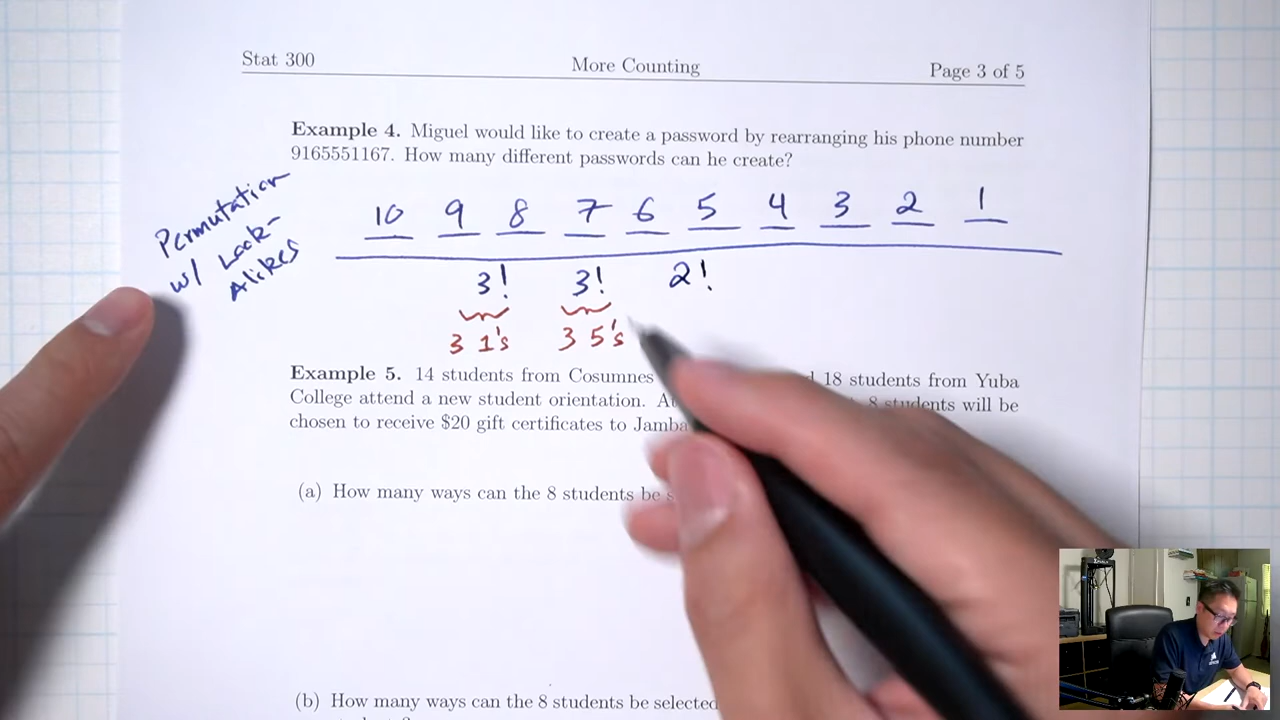 Stat 300 More Counting Page 3 of 5
Example 4. Miguel would like to create a password by rearranging his phone number
9165551167. How many different passwords can he create?
Permutation
w/ Look-
Alikes
10 9 8 7 6 5 4 3 2 1
3! 3! 2!
3 1's 3 5's
Example 5. 14 students from Cosumnes 18 students from Yuba
College attend a new student orientation. 8 students will be
chosen to receive $20 gift certificates to Jamba
(a) How many ways can the 8 students be
(b) How many ways can the 8 students be selected